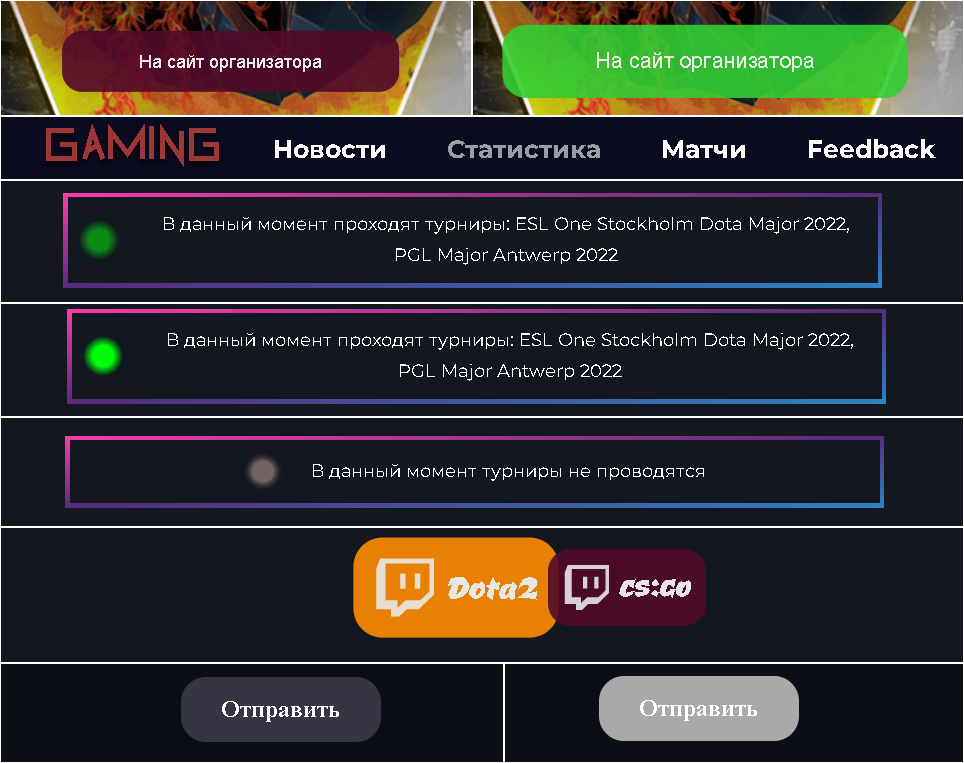 На сайт организатора
На сайт организатора
GAMING Новости Статистика Матчи Feedback
В данный момент проходят турниры: ESL One Stockholm Dota Major 2022,
PGL Major Antwerp 2022
В данный момент проходят турниры: ESL One Stockholm Dota Major 2022,
PGL Major Antwerp 2022
В данный момент турниры не проводятся
Dota2 cs:Go
Отправить
Отправить